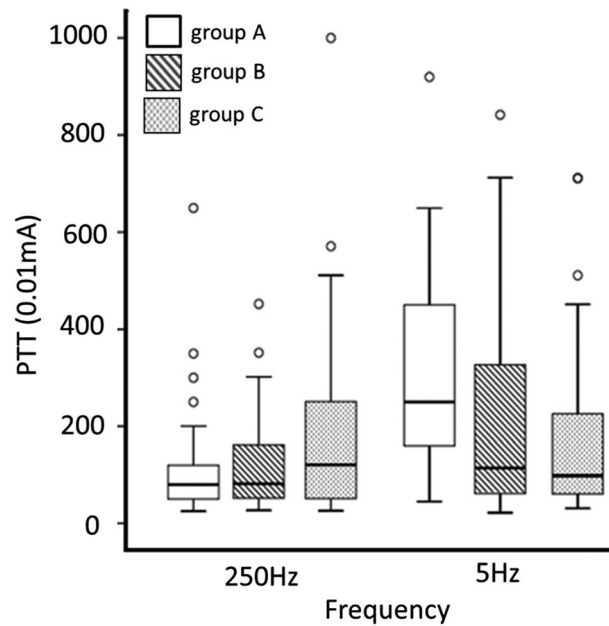 1000
800
600
400
200
0
PTT (0.01mA)
group A
group B
group C
250Hz
5Hz
Frequency